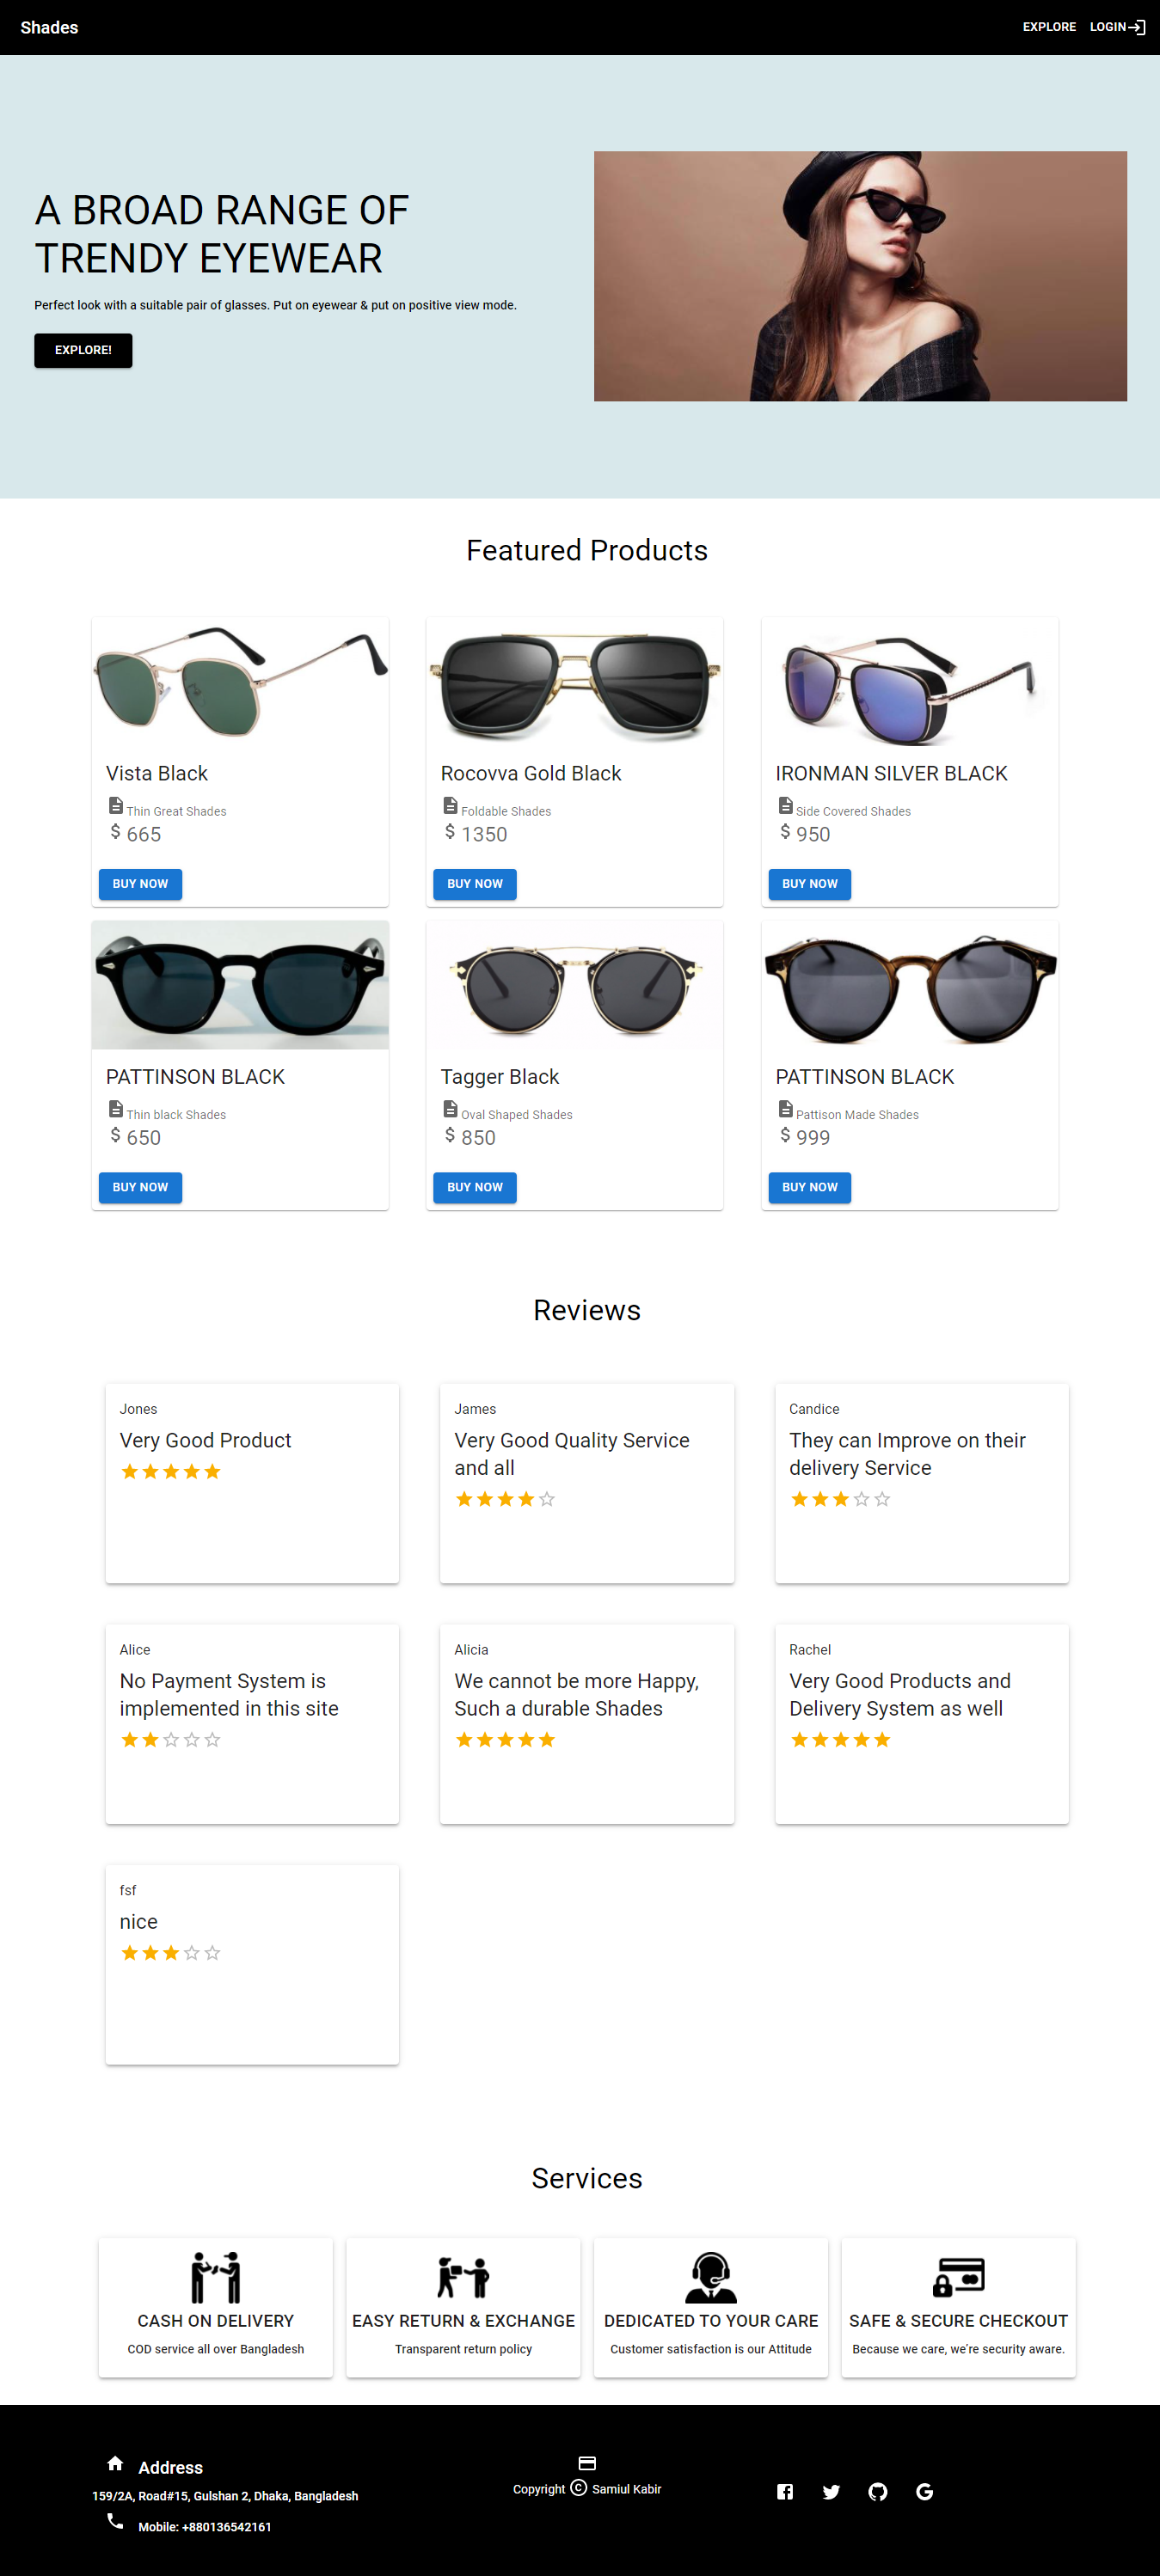 Shades
EXPLORE LOGIN
A BROAD RANGE OF
TRENDY EYEWEAR
Perfect look with a suitable pair of glasses. Put on eyewear & put on positive view mode.
EXPLORE!
Featured Products
Vista Black
Thin Great Shades
$ 665
BUY NOW
Rocovva Gold Black
Foldable Shades
$ 1350
BUY NOW
IRONMAN SILVER BLACK
Side Covered Shades
$ 950
BUY NOW
PATTINSON BLACK
Thin black Shades
$ 650
BUY NOW
Tagger Black
Oval Shaped Shades
$ 850
BUY NOW
PATTINSON BLACK
Pattison Made Shades
$ 999
BUY NOW
Reviews
Jones
Very Good Product
James
Very Good Quality Service
and all
Candice
They can Improve on their
delivery Service
Alice
No Payment System is
implemented in this site
Alicia
We cannot be more Happy,
Such a durable Shades
Rachel
Very Good Products and
Delivery System as well
fsf
nice
Services
CASH ON DELIVERY
COD service all over Bangladesh
EASY RETURN & EXCHANGE
Transparent return policy
DEDICATED TO YOUR CARE
Customer satisfaction is our Attitude
SAFE & SECURE CHECKOUT
Because we care, we're security aware.
Address
159/2A, Road#15, Gulshan 2, Dhaka, Bangladesh
Mobile: +880136542161
Copyright © Samiul Kabir